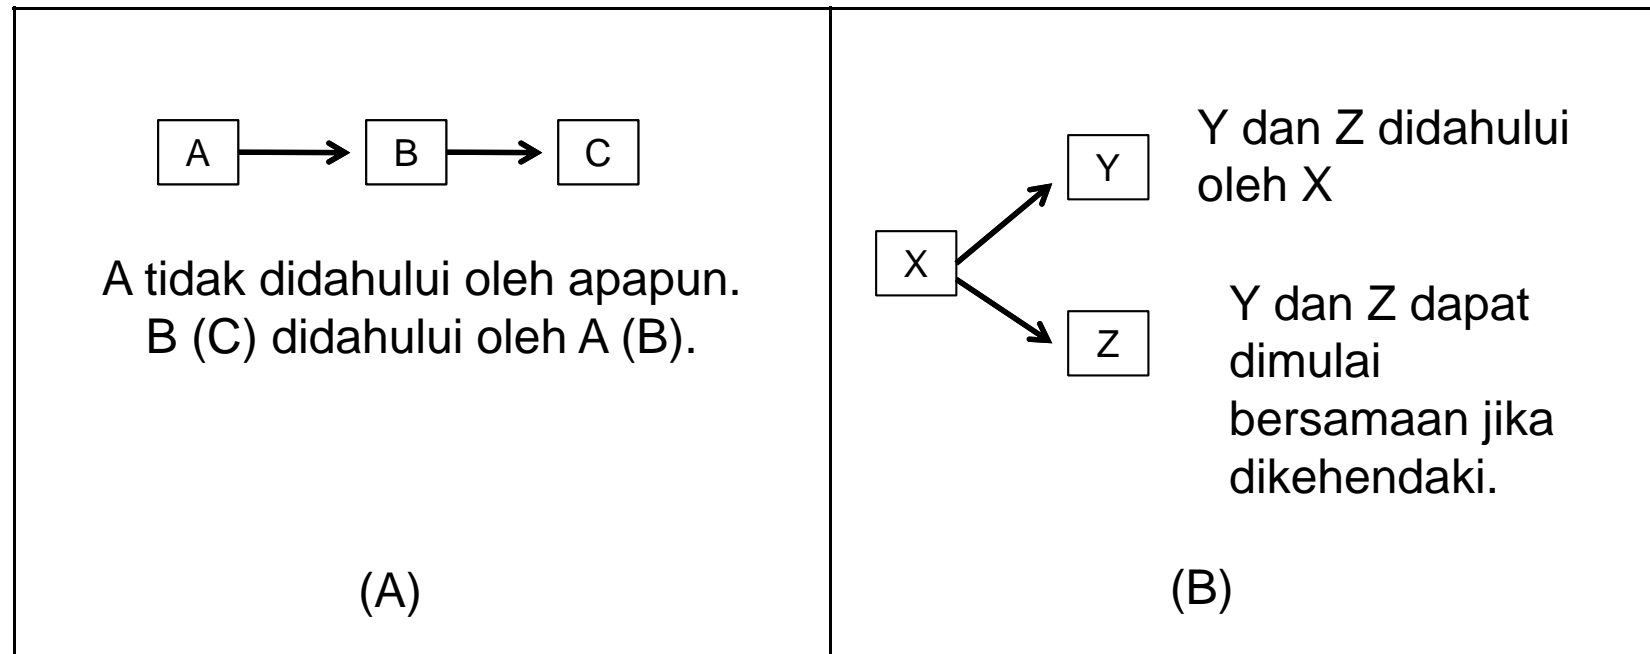 A B C
A tidak didahului oleh apapun.
B (C) didahului oleh A (B).
(A)
X
Y
Z
Y dan Z didahului
oleh X
Y dan Z dapat
dimulai
bersamaan jika
dikehendaki.
(B)